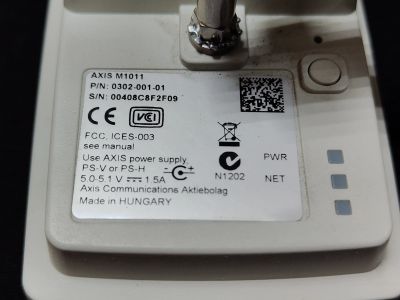 AXIS M1011
P/N: 0302-001-01
S/N: 00408C8F2F09
CE VCCI
FCC, ICES-003
see manual
Use AXIS power supply
PS-V or PS-H
5.0-5.1 V ⎓ 1.5A
Axis Communications Aktiebolag
Made in HUNGARY
N1202
PWR
NET